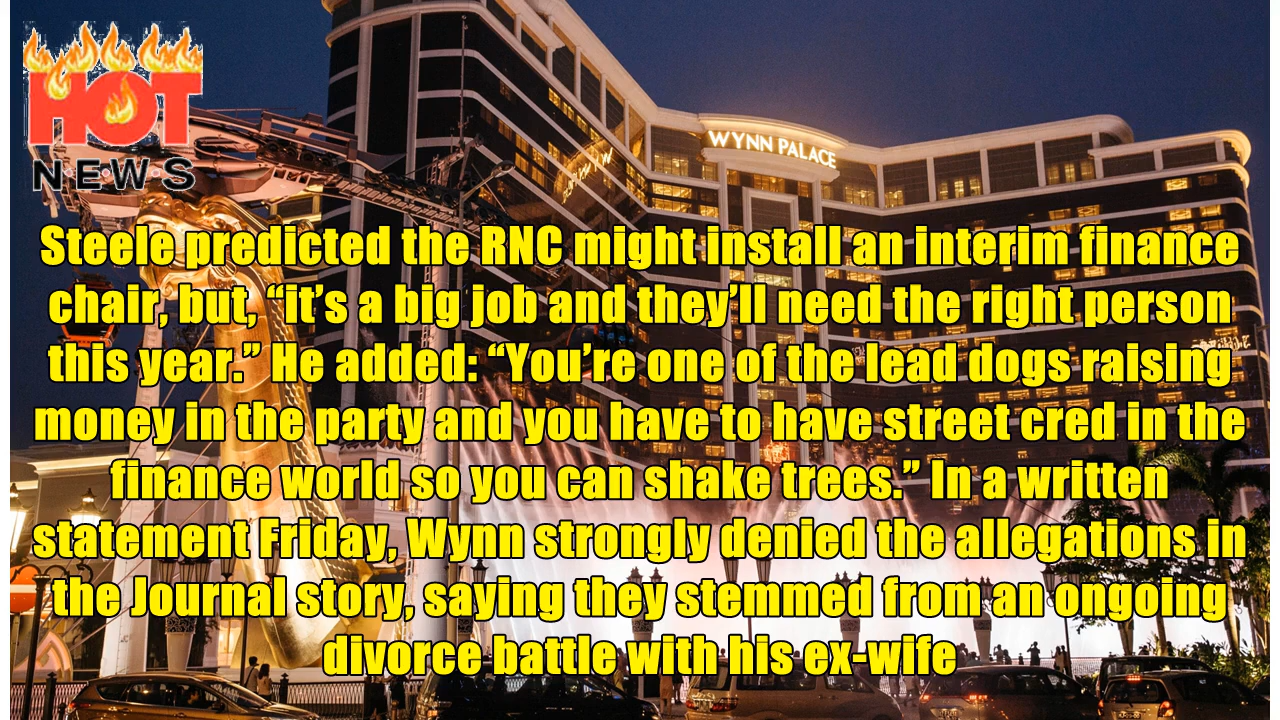 HOT
NEWS
WYNN PALACE
Steele predicted the RNC might install an interim finance
chair, but, “it’s a big job and they’ll need the right person
this year.” He added: “You’re one of the lead dogs raising
money in the party and you have to have street cred in the
finance world so you can shake trees.” In a written
statement Friday, Wynn strongly denied the allegations in
the Journal story, saying they stemmed from an ongoing
divorce battle with his ex-wife